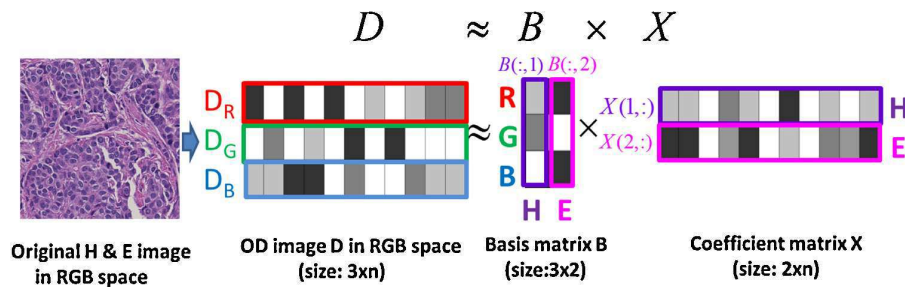 D ≈ B × X
B(:,1) B(:,2)
D_R
D_G
D_B
≈
R
G
B
H E
×
X(1,:) H
X(2,:) E
Original H & E image
in RGB space
OD image D in RGB space
(size: 3xn)
Basis matrix B
(size:3x2)
Coefficient matrix X
(size: 2xn)